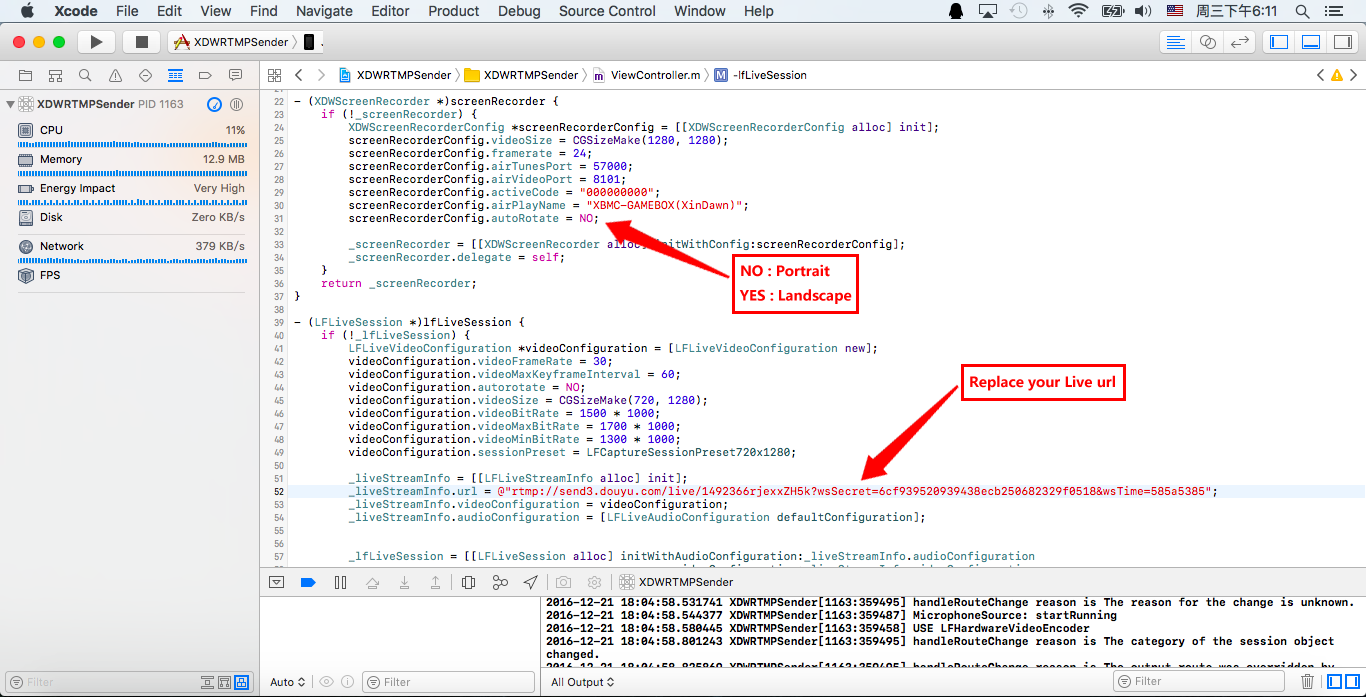 Xcode File Edit View Find Navigate Editor Product Debug Source Control Window Help 周三下午6:11
XDWRTMPSender
XDWRTMPSender XDWRTMPSender ViewController.m M -lfLiveSession
XDWRTMPSender PID 1163
CPU 11%
Memory 12.9 MB
Energy Impact Very High
Disk Zero KB/s
Network 379 KB/s
FPS
22 - (XDWScreenRecorder *)screenRecorder {
23 if (!_screenRecorder) {
24 XDWScreenRecorderConfig *screenRecorderConfig = [[XDWScreenRecorderConfig alloc] init];
25 screenRecorderConfig.videoSize = CGSizeMake(1280, 1280);
26 screenRecorderConfig.framerate = 24;
27 screenRecorderConfig.airTunesPort = 57000;
28 screenRecorderConfig.airVideoPort = 8101;
29 screenRecorderConfig.activeCode = "000000000";
30 screenRecorderConfig.airPlayName = "XBMC-GAMEBOX(XinDawn)";
31 screenRecorderConfig.autoRotate = NO;
32
33 _screenRecorder = [[XDWScreenRecorder alloc] initWithConfig:screenRecorderConfig];
34 _screenRecorder.delegate = self;
35 }
36 return _screenRecorder;
37 }
38
39 - (LFLiveSession *)lfLiveSession {
40 if (!_lfLiveSession) {
41 LFLiveVideoConfiguration *videoConfiguration = [LFLiveVideoConfiguration new];
42 videoConfiguration.videoFrameRate = 30;
43 videoConfiguration.videoMaxKeyframeInterval = 60;
44 videoConfiguration.autorotate = NO;
45 videoConfiguration.videoSize = CGSizeMake(720, 1280);
46 videoConfiguration.videoBitRate = 1500 * 1000;
47 videoConfiguration.videoMaxBitRate = 1700 * 1000;
48 videoConfiguration.videoMinBitRate = 1300 * 1000;
49 videoConfiguration.sessionPreset = LFCaptureSessionPreset720x1280;
50
51 _liveStreamInfo = [[LFLiveStreamInfo alloc] init];
52 _liveStreamInfo.url = @"rtmp://send3.douyu.com/live/1492366rjexxZH5k?wsSecret=6cf939520939438ecb250682329f0518&wsTime=585a5385";
53 _liveStreamInfo.videoConfiguration = videoConfiguration;
54 _liveStreamInfo.audioConfiguration = [LFLiveAudioConfiguration defaultConfiguration];
55
56
57 _lfLiveSession = [[LFLiveSession alloc] initWithAudioConfiguration:_liveStreamInfo.audioConfiguration
NO : Portrait
YES : Landscape
Replace your Live url
XDWRTMPSender
2016-12-21 18:04:58.531741 XDWRTMPSender[1163:359495] handleRouteChange reason is The reason for the change is unknown.
2016-12-21 18:04:58.544377 XDWRTMPSender[1163:359487] MicrophoneSource: startRunning
2016-12-21 18:04:58.580445 XDWRTMPSender[1163:359458] USE LFHardwareVideoEncoder
2016-12-21 18:04:58.801243 XDWRTMPSender[1163:359495] handleRouteChange reason is The category of the session object
changed.
Filter Auto Filter All Output Filter